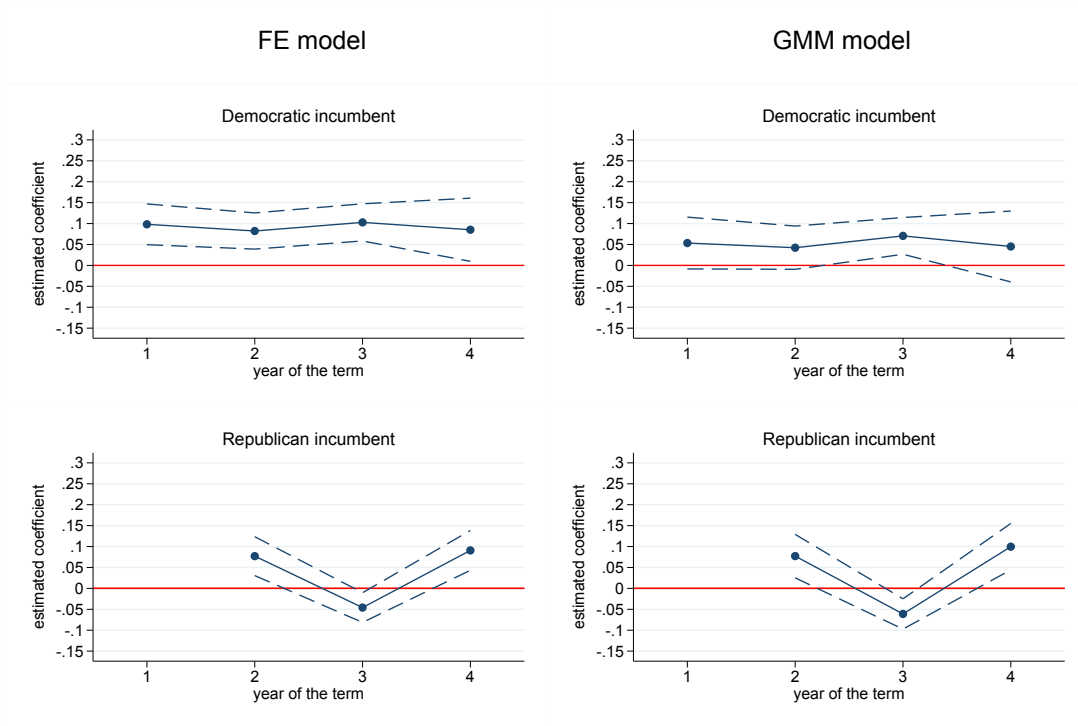 FE model
GMM model
Democratic incumbent
estimated coefficient
.3
.25
.2
.15
.1
.05
0
-.05
-.1
-.15
1 2 3 4
year of the term
Democratic incumbent
estimated coefficient
.3
.25
.2
.15
.1
.05
0
-.05
-.1
-.15
1 2 3 4
year of the term
Republican incumbent
estimated coefficient
.3
.25
.2
.15
.1
.05
0
-.05
-.1
-.15
1 2 3 4
year of the term
Republican incumbent
estimated coefficient
.3
.25
.2
.15
.1
.05
0
-.05
-.1
-.15
1 2 3 4
year of the term